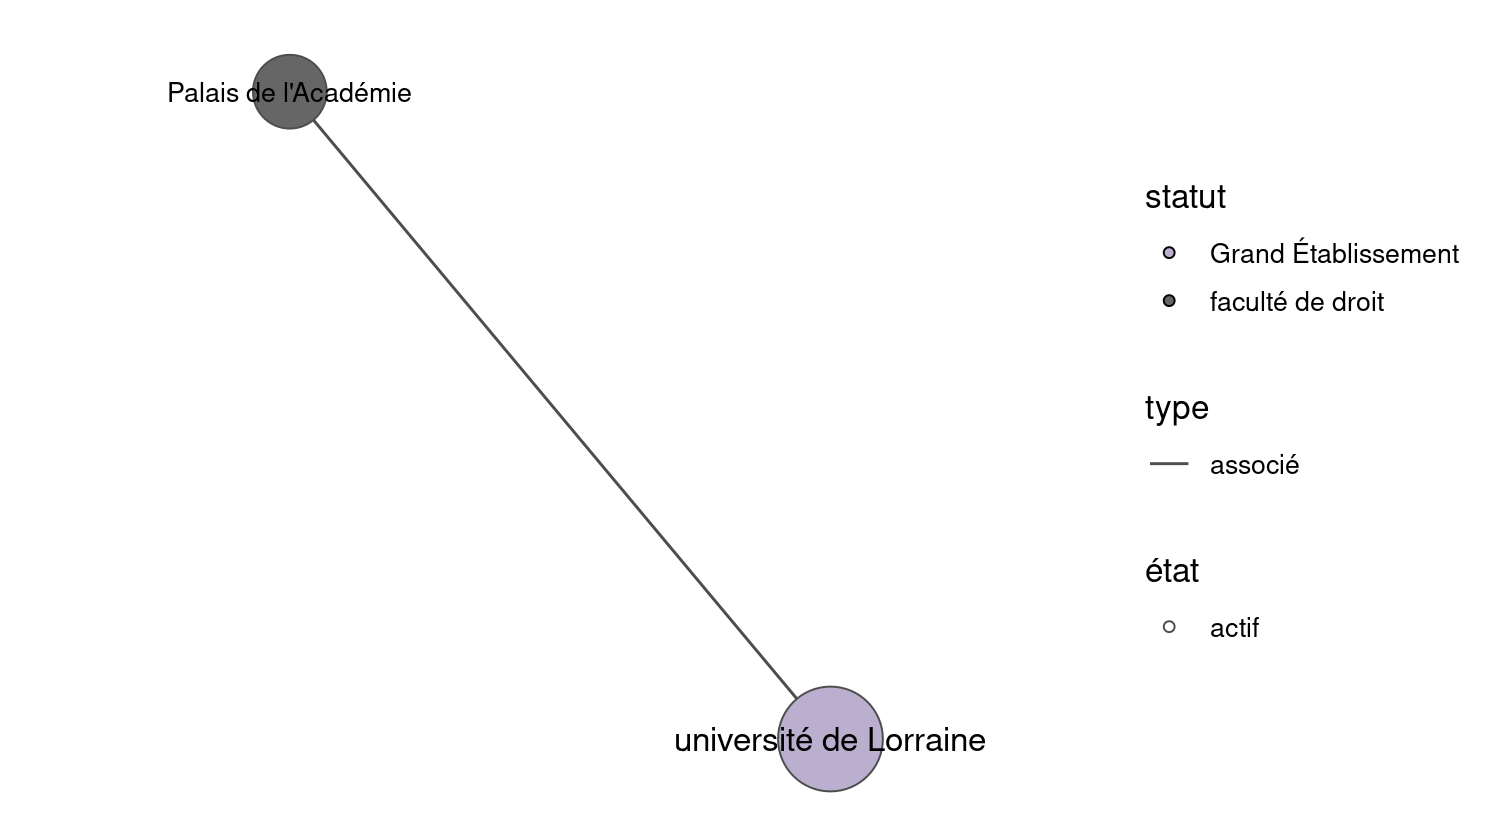 Palais de l'Académie
université de Lorraine
statut
Grand Établissement
faculté de droit
type
associé
état
actif